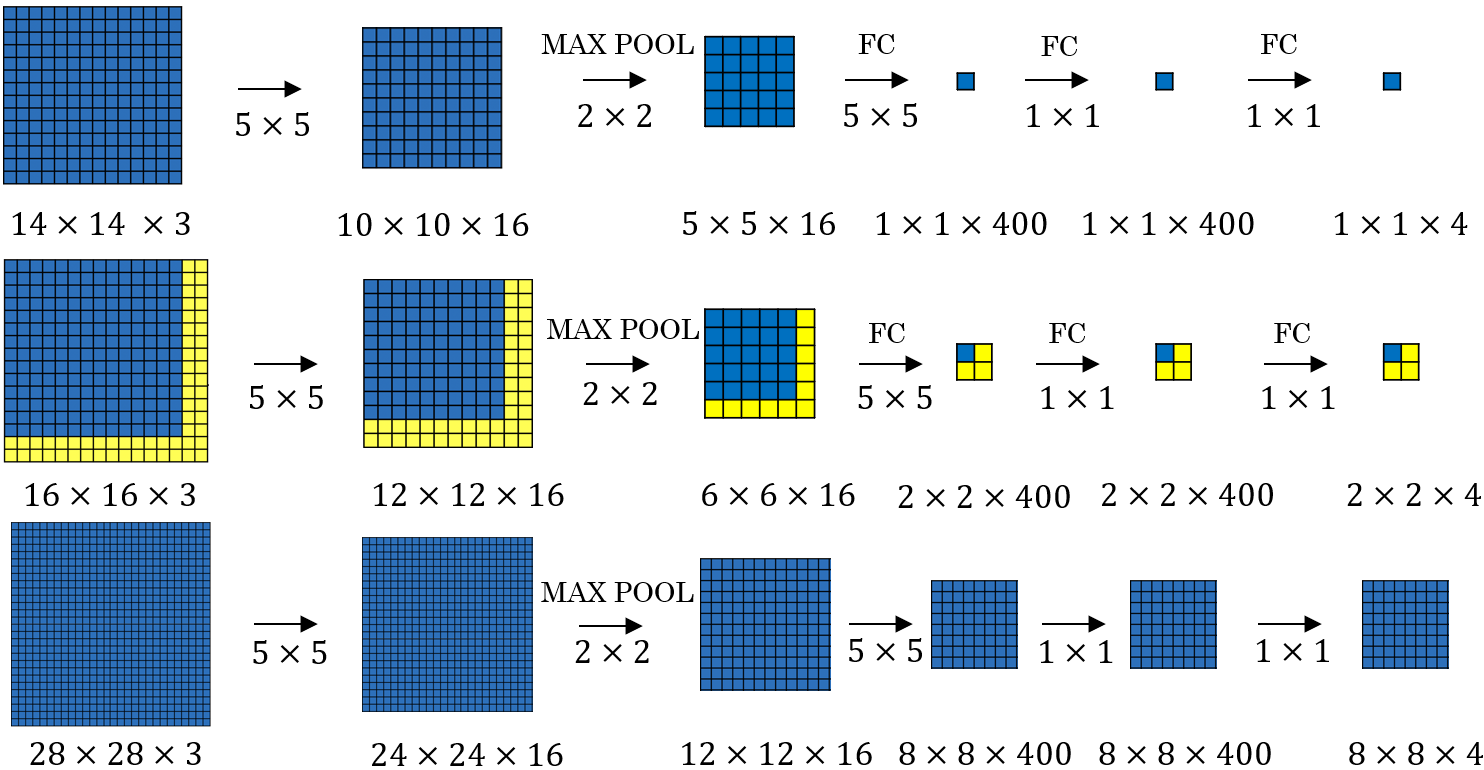 MAX POOL FC FC FC
5 × 5 2 × 2 5 × 5 1 × 1 1 × 1
14 × 14 × 3 10 × 10 × 16 5 × 5 × 16 1 × 1 × 400 1 × 1 × 400 1 × 1 × 4
MAX POOL FC FC FC
5 × 5 2 × 2 5 × 5 1 × 1 1 × 1
16 × 16 × 3 12 × 12 × 16 6 × 6 × 16 2 × 2 × 400 2 × 2 × 400 2 × 2 × 4
MAX POOL
5 × 5 2 × 2 5 × 5 1 × 1 1 × 1
28 × 28 × 3 24 × 24 × 16 12 × 12 × 16 8 × 8 × 400 8 × 8 × 400 8 × 8 × 4